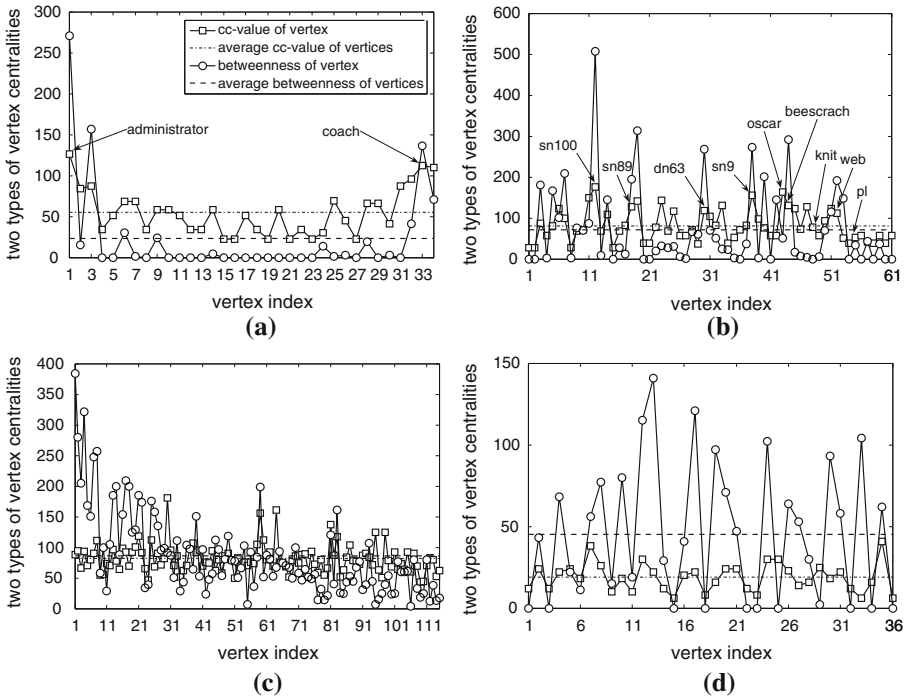 (a)
two types of vertex centralities
300
250
200
150
100
50
0
cc-value of vertex
average cc-value of vertices
betweenness of vertex
average betweenness of vertices
administrator
coach
1 3 5 7 9 11 13 15 17 19 21 23 25 27 29 31 33
vertex index
(b)
two types of vertex centralities
600
500
400
300
200
100
0
sn100
sn89
dn63
sn9
oscar
beescrach
knit
web
pl
1 11 21 31 41 51 61
vertex index
(c)
two types of vertex centralities
400
350
300
250
200
150
100
50
0
1 11 21 31 41 51 61 71 81 91 101 111
vertex index
(d)
two types of vertex centralities
150
100
50
0
1 6 11 16 21 26 31 36
vertex index